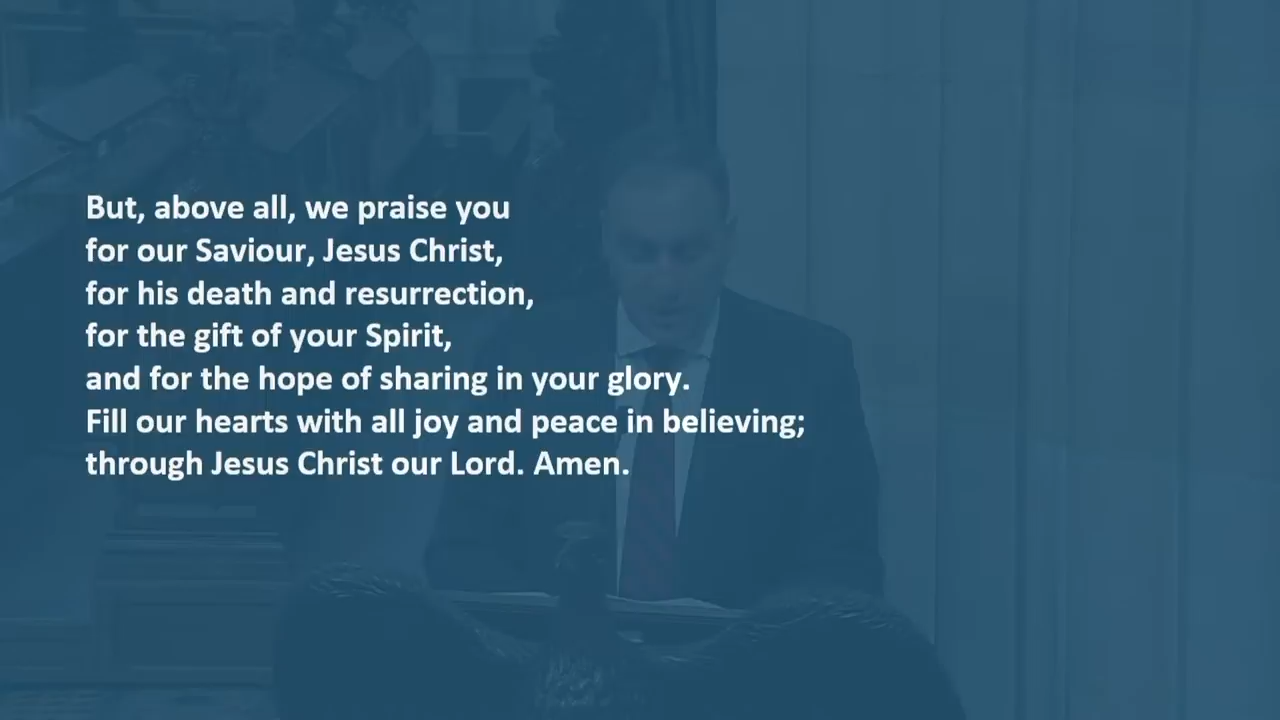 But, above all, we praise you
for our Saviour, Jesus Christ,
for his death and resurrection,
for the gift of your Spirit,
and for the hope of sharing in your glory.
Fill our hearts with all joy and peace in believing;
through Jesus Christ our Lord. Amen.